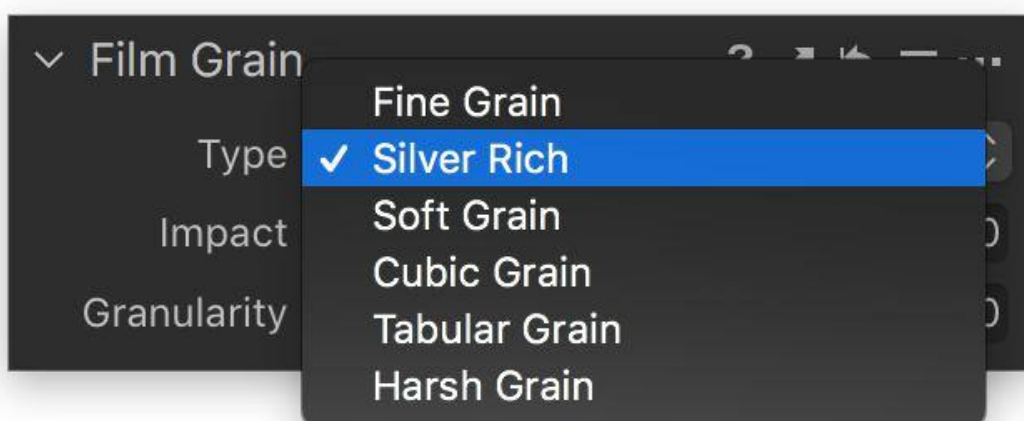 Film Grain
Fine Grain
Type
✓ Silver Rich
Soft Grain
Impact
Cubic Grain
Tabular Grain
Granularity
Harsh Grain